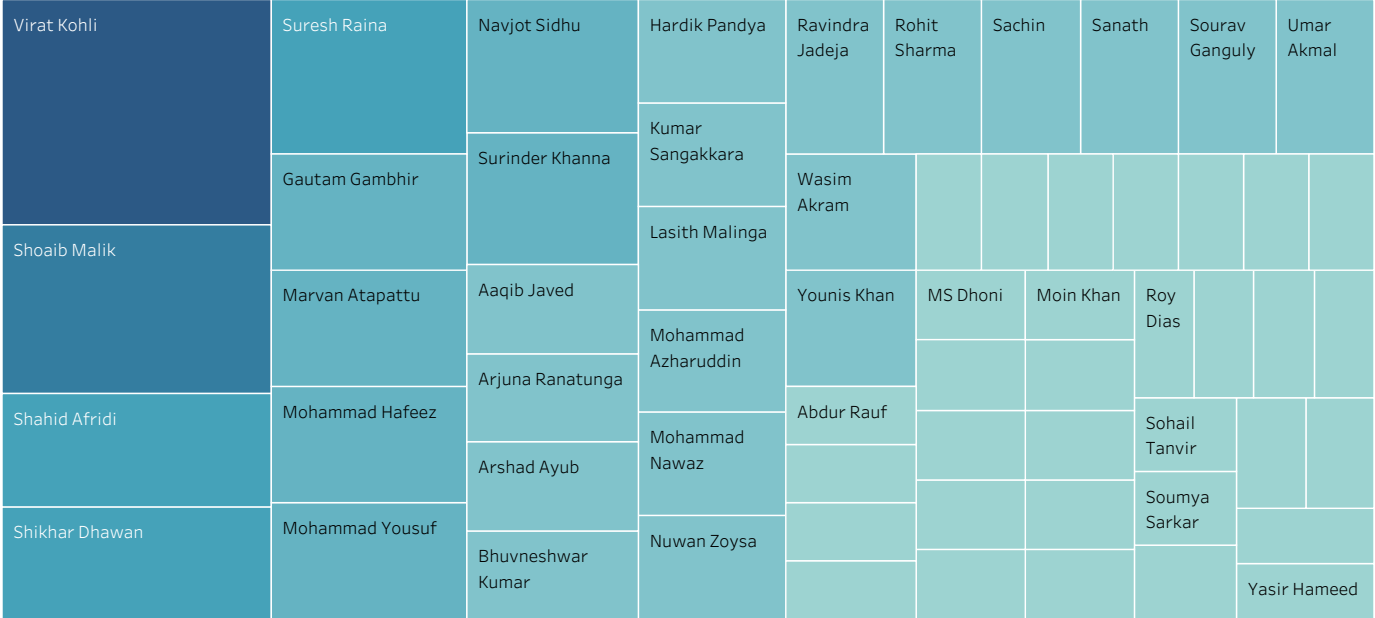 Virat Kohli
Shoaib Malik
Shahid Afridi
Shikhar Dhawan
Suresh Raina
Gautam Gambhir
Marvan Atapattu
Mohammad Hafeez
Mohammad Yousuf
Navjot Sidhu
Surinder Khanna
Aaqib Javed
Arjuna Ranatunga
Arshad Ayub
Bhuvneshwar
Kumar
Hardik Pandya
Kumar
Sangakkara
Lasith Malinga
Mohammad
Azharuddin
Mohammad
Nawaz
Nuwan Zoysa
Ravindra
Jadeja
Rohit
Sharma
Sachin
Sanath
Sourav
Ganguly
Umar
Akmal
Wasim
Akram
Younis Khan
Abdur Rauf
MS Dhoni
Moin Khan
Roy
Dias
Sohail
Tanvir
Soumya
Sarkar
Yasir Hameed